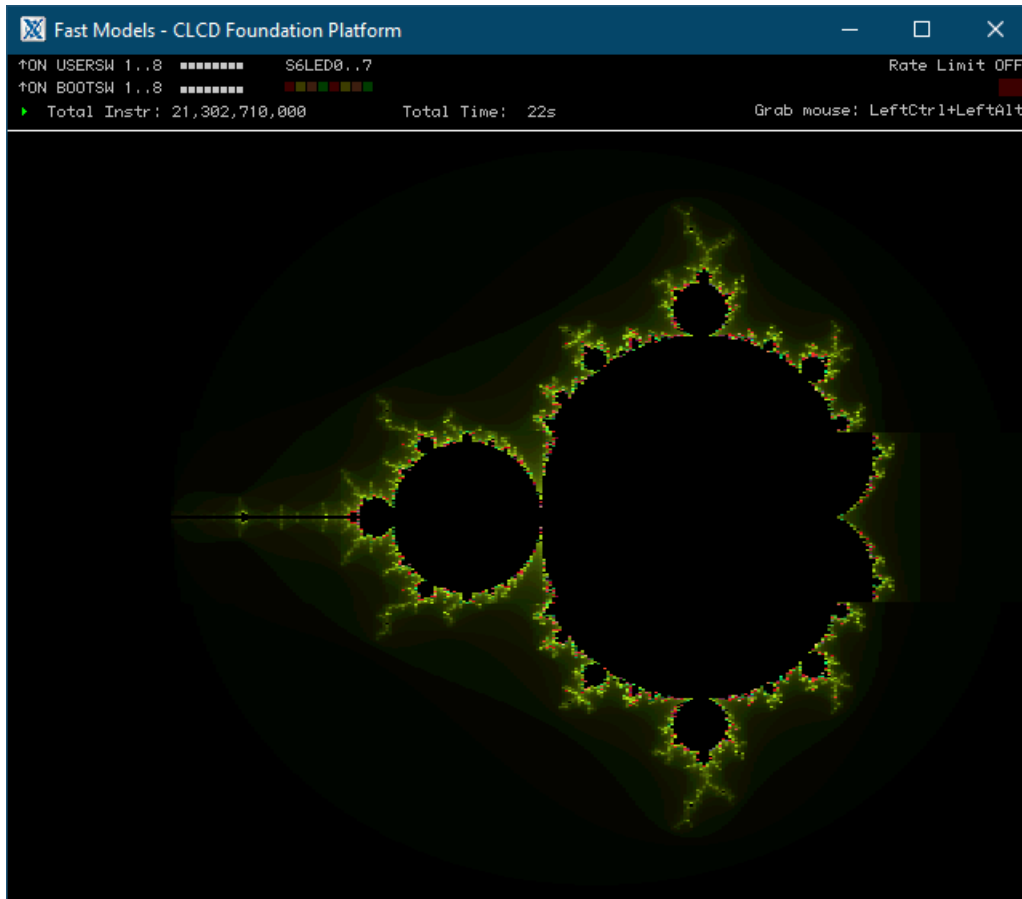 Fast Models - CLCD Foundation Platform
↑ON USERSW 1..8 S6LED0..7 Rate Limit OFF
↑ON BOOTSW 1..8
Total Instr: 21,302,710,000 Total Time: 22s Grab mouse: LeftCtrl+LeftAlt